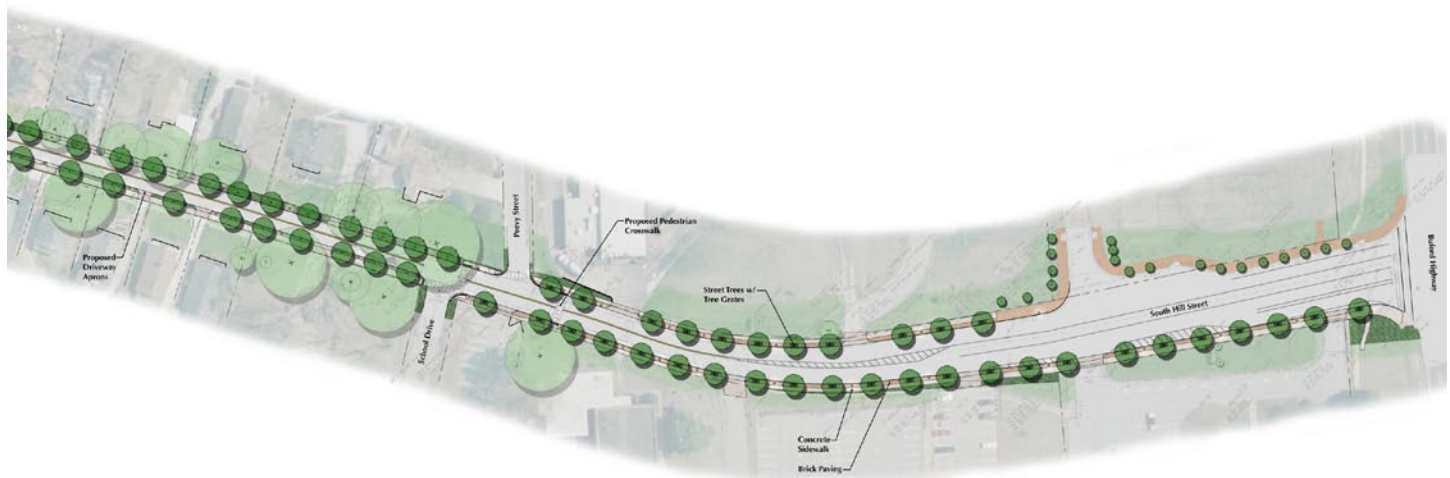 Peevy Street
Proposed Pedestrian
Crosswalk
Proposed
Driveway
Aprons
School Drive
Street Trees w/
Tree Grates
South Hill Street
Buford Highway
Concrete
Sidewalk
Brick Paving